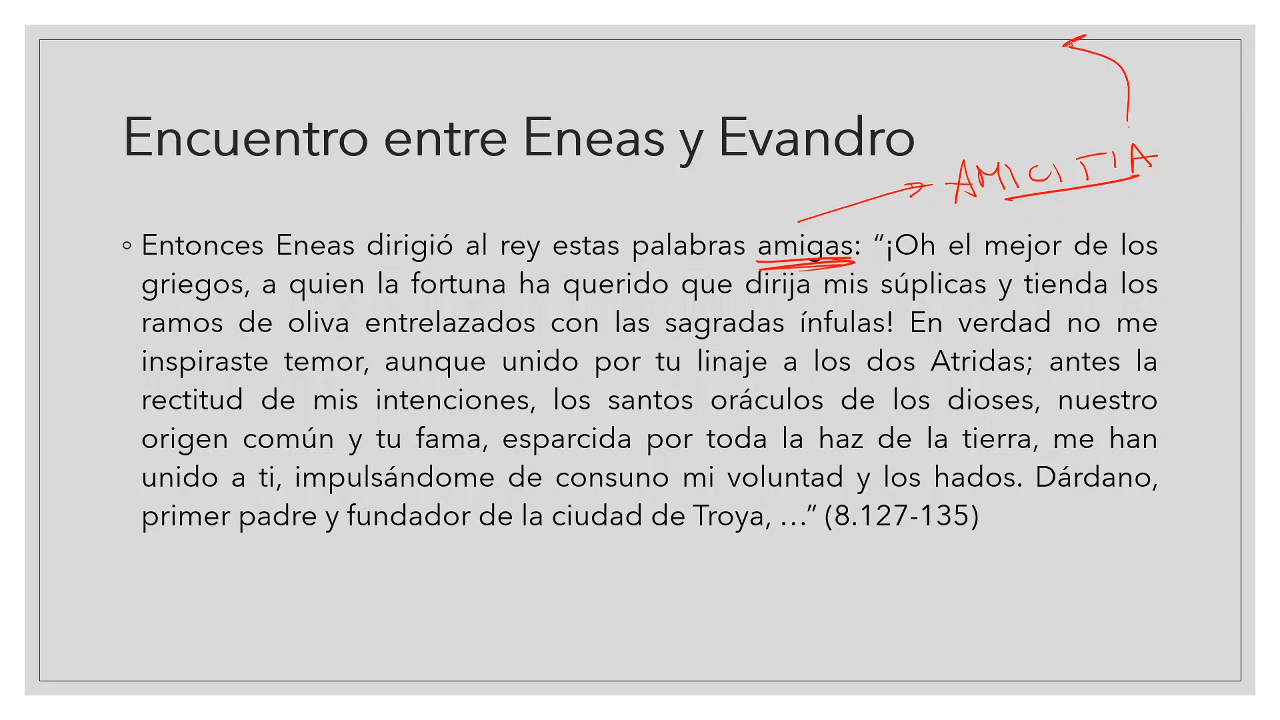 Encuentro entre Eneas y Evandro
AMICITIA
◦ Entonces Eneas dirigió al rey estas palabras amigas: “¡Oh el mejor de los
griegos, a quien la fortuna ha querido que dirija mis súplicas y tienda los
ramos de oliva entrelazados con las sagradas ínfulas! En verdad no me
inspiraste temor, aunque unido por tu linaje a los dos Atridas; antes la
rectitud de mis intenciones, los santos oráculos de los dioses, nuestro
origen común y tu fama, esparcida por toda la haz de la tierra, me han
unido a ti, impulsándome de consuno mi voluntad y los hados. Dárdano,
primer padre y fundador de la ciudad de Troya, …” (8.127-135)